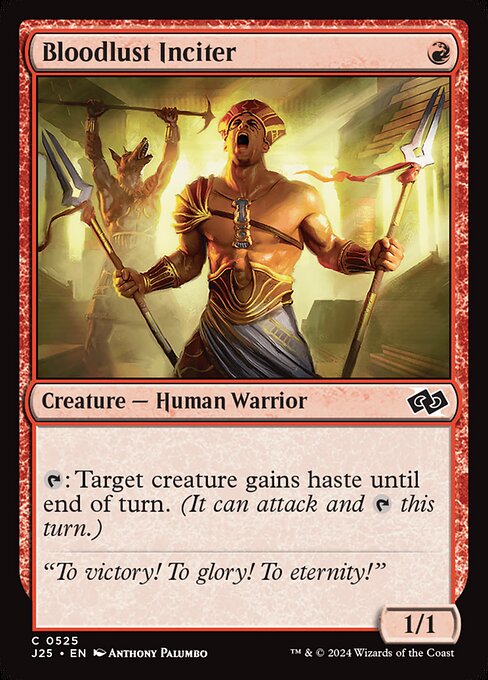 Bloodlust Inciter
Creature — Human Warrior
: Target creature gains haste until
end of turn. (It can attack and this
turn.)
“To victory! To glory! To eternity!”
1/1
C 0525
J25 • EN Anthony Palumbo
™ & © 2024 Wizards of the Coast